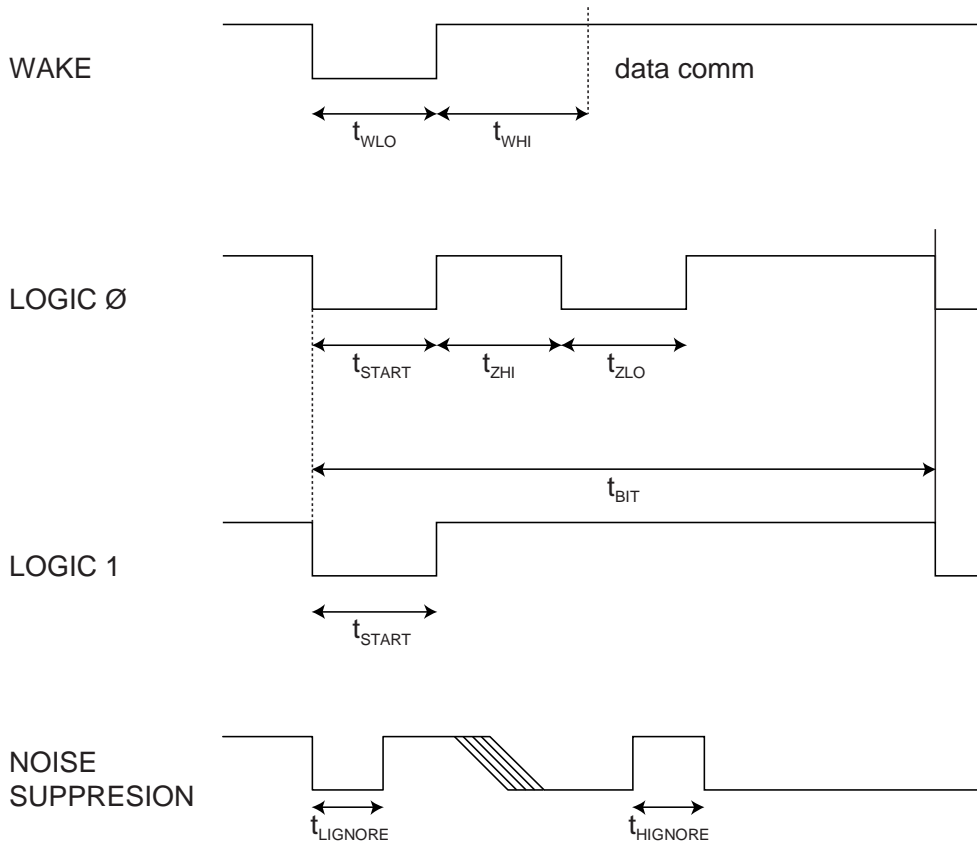 WAKE
data comm
tWLO
tWHI
LOGIC Ø
tSTART
tZHI
tZLO
tBIT
LOGIC 1
tSTART
NOISE
SUPPRESION
tLIGNORE
tHIGNORE